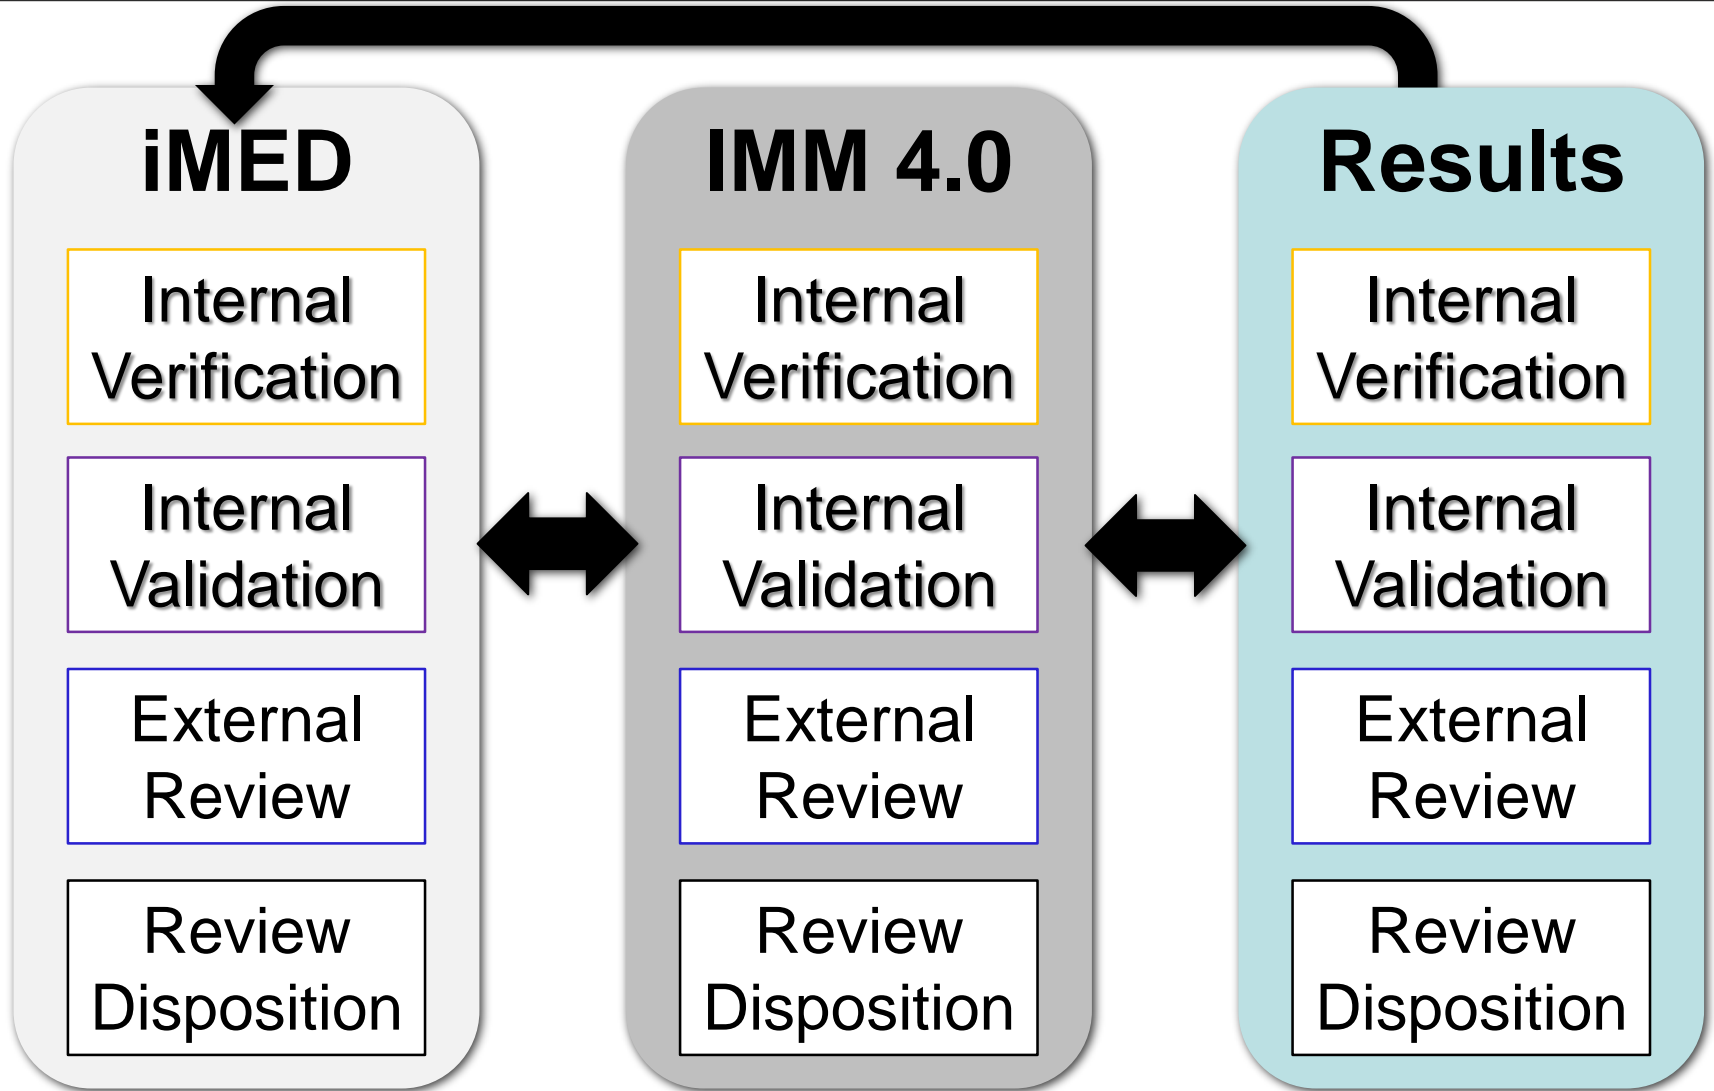 iMED
Internal
Verification
Internal
Validation
External
Review
Review
Disposition
IMM 4.0
Internal
Verification
Internal
Validation
External
Review
Review
Disposition
Results
Internal
Verification
Internal
Validation
External
Review
Review
Disposition